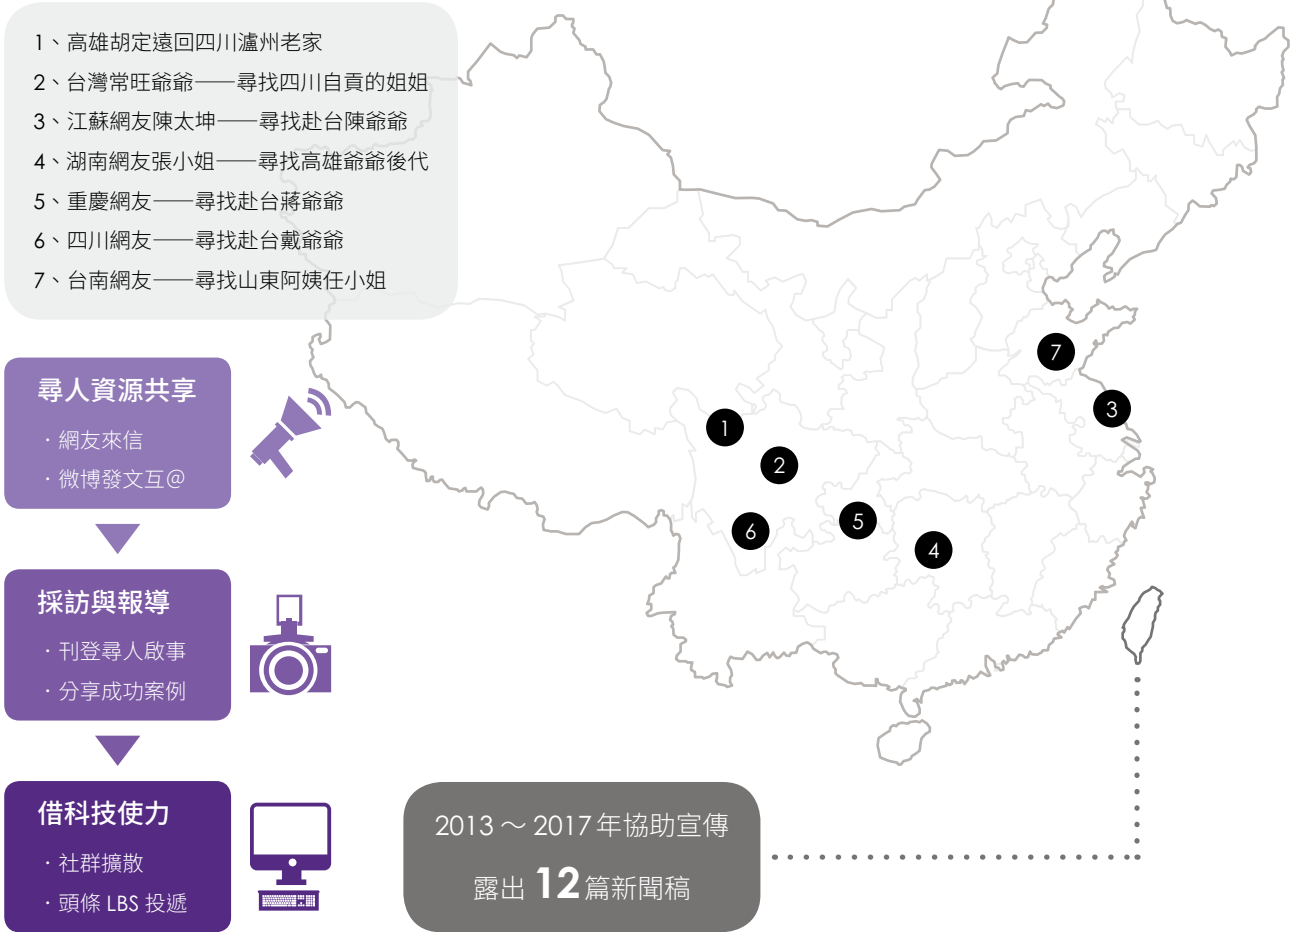 1、高雄胡定遠回四川瀘州老家
2、台灣常旺爺爺——尋找四川自貢的姐姐
3、江蘇網友陳太坤——尋找赴台陳爺爺
4、湖南網友張小姐——尋找高雄爺爺後代
5、重慶網友——尋找赴台蔣爺爺
6、四川網友——尋找赴台戴爺爺
7、台南網友——尋找山東阿姨任小姐
尋人資源共享
·網友來信
·微博發文互@
採訪與報導
·刊登尋人啟事
·分享成功案例
借科技使力
·社群擴散
·頭條 LBS 投遞
7
3
1
2
5
6
4
2013～2017年協助宣傳
露出 12篇新聞稿